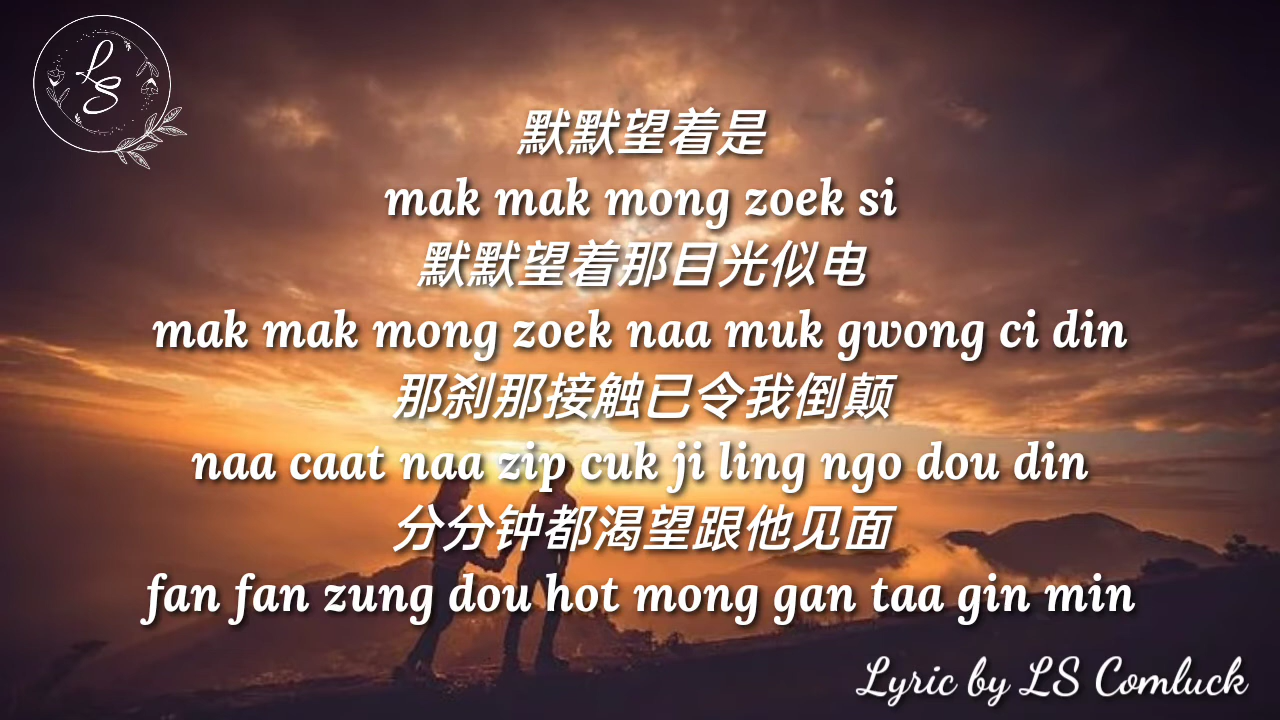 LS
默默望着是
mak mak mong zoek si
默默望着那目光似电
mak mak mong zoek naa muk gwong ci din
那刹那接触已令我倒颠
naa caat naa zip cuk ji ling ngo dou din
分分钟都渴望跟他见面
fan fan zung dou hot mong gan taa gin min
Lyric by LS Comluck